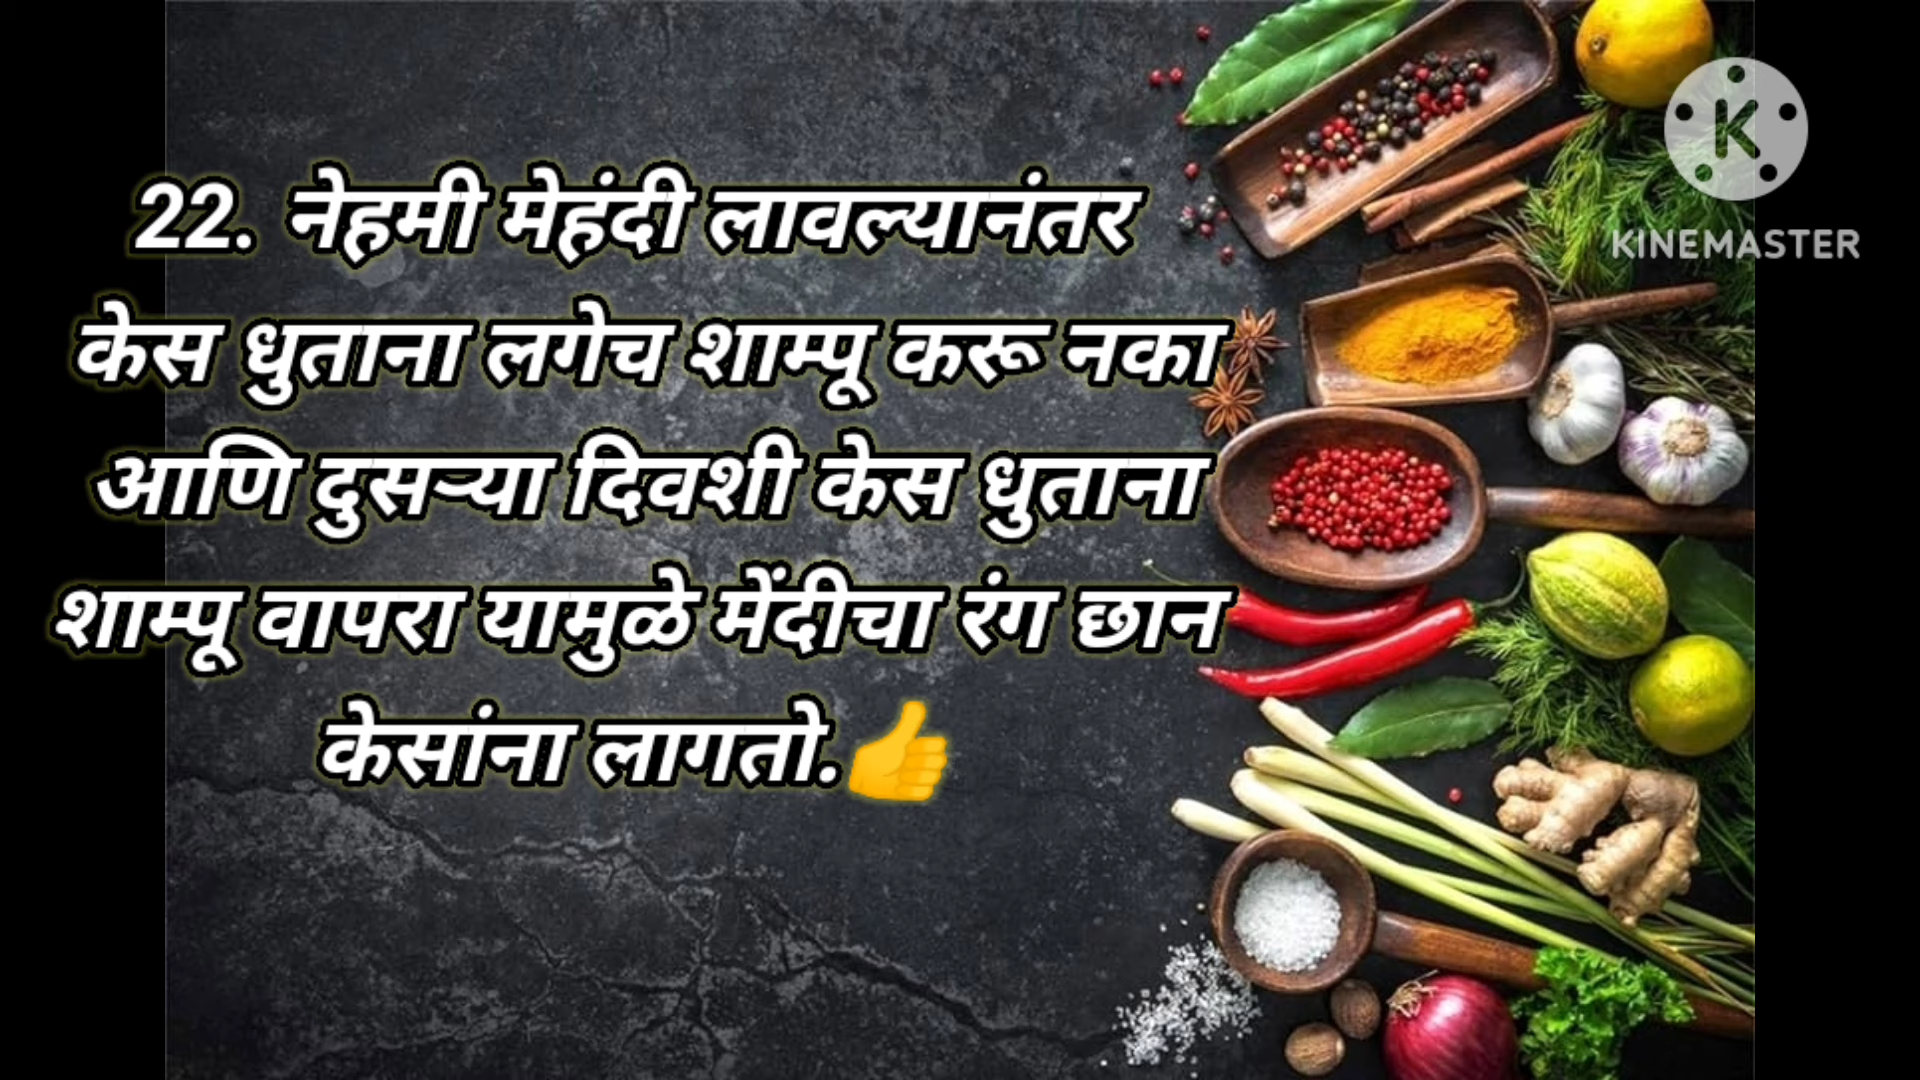 22. नेहमी मेहंदी लावल्यानंतर
केस धुताना लगेच शाम्पू करू नका
आणि दुसऱ्या दिवशी केस धुताना
शाम्पू वापरा यामुळे मेंदीचा रंग छान
केसांना लागतो.👍
K
KINEMASTER